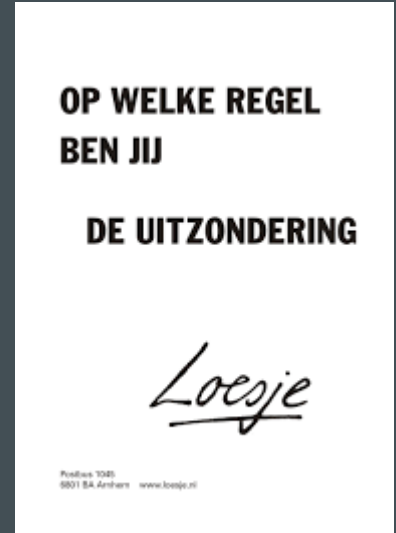 OP WELKE REGEL
BEN JIJ
DE UITZONDERING
Loesje
Postbus 1045
6801 BA Arnhem www.loesje.nl